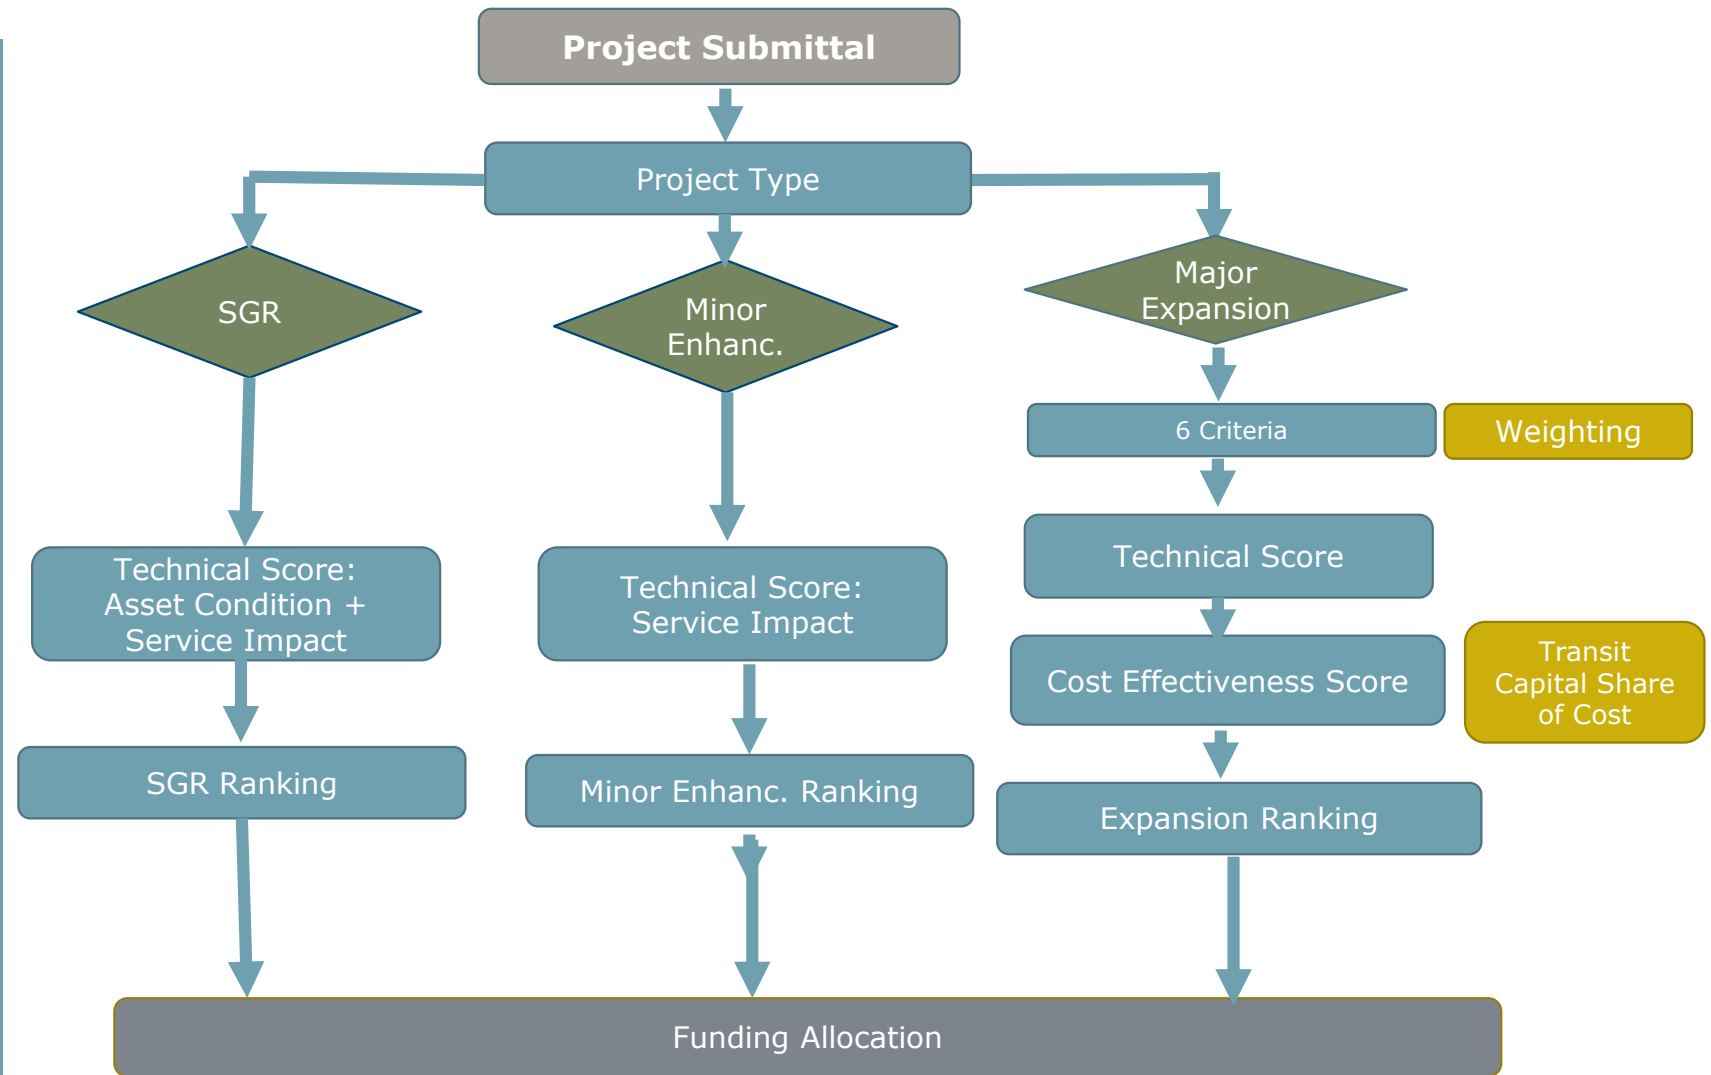 Project Submittal
Project Type
SGR
Minor
Enhanc.
Major
Expansion
6 Criteria
Weighting
Technical Score:
Asset Condition +
Service Impact
Technical Score:
Service Impact
Technical Score
Cost Effectiveness Score
Transit
Capital Share
of Cost
SGR Ranking
Minor Enhanc. Ranking
Expansion Ranking
Funding Allocation